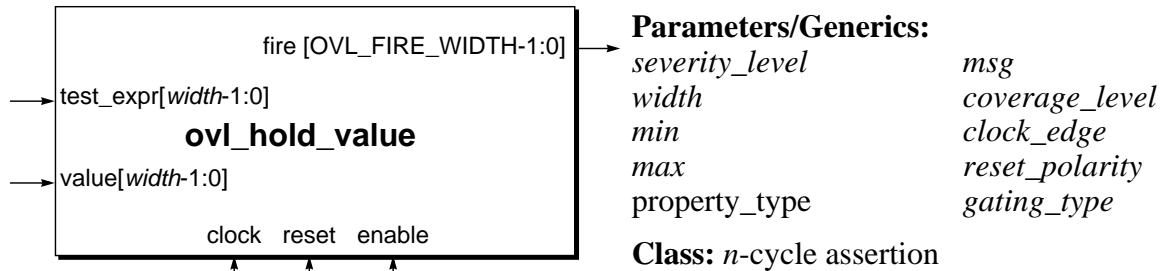 fire [OVL_FIRE_WIDTH-1:0]
test_expr[width-1:0]
ovl_hold_value
value[width-1:0]
clock reset enable
Parameters/Generics:
severity_level msg
width coverage_level
min clock_edge
max reset_polarity
property_type gating_type
Class: n-cycle assertion